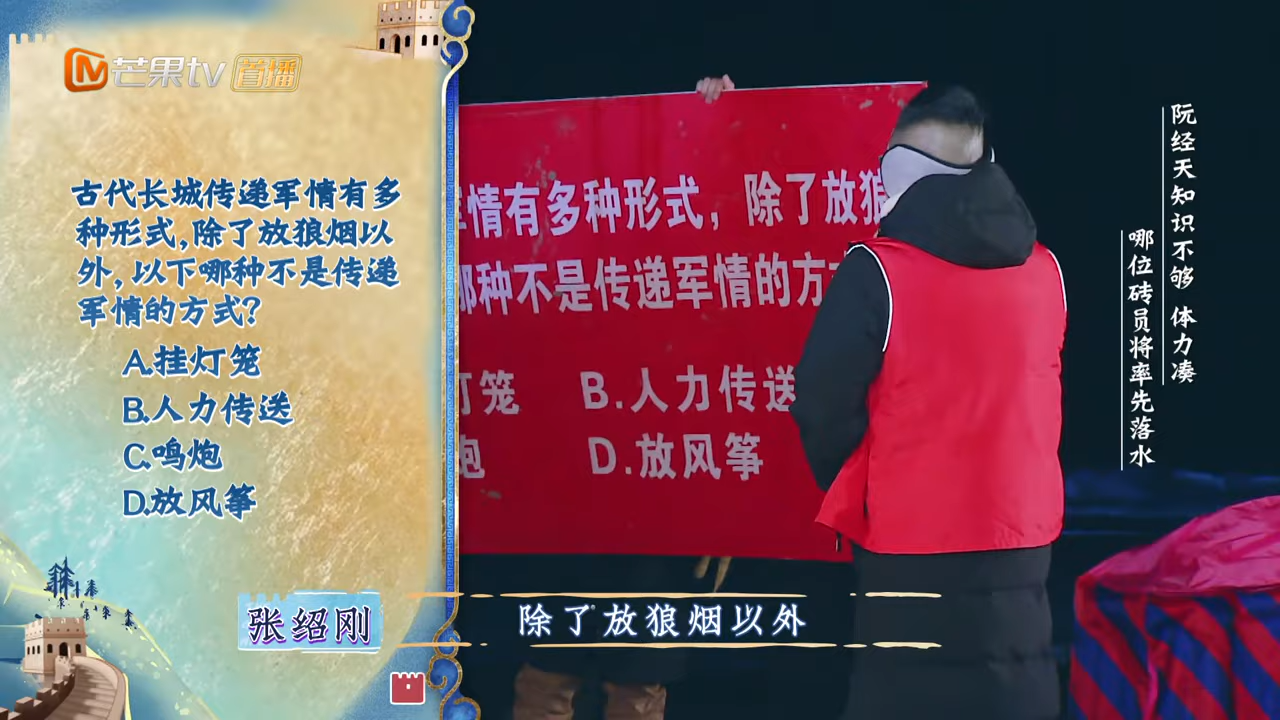 芒果tv 首播
古代长城传递军情有多
种形式,除了放狼烟以
外,以下哪种不是传递
军情的方式?
A.挂灯笼
B.人力传送
C.鸣炮
D.放风筝
军情有多种形式，除了放狼
哪种不是传递军情的方式
灯笼 B.人力传送
炮 D.放风筝
阮经天知识不够 体力凑
哪位砖员将率先落水
张绍刚
除了放狼烟以外